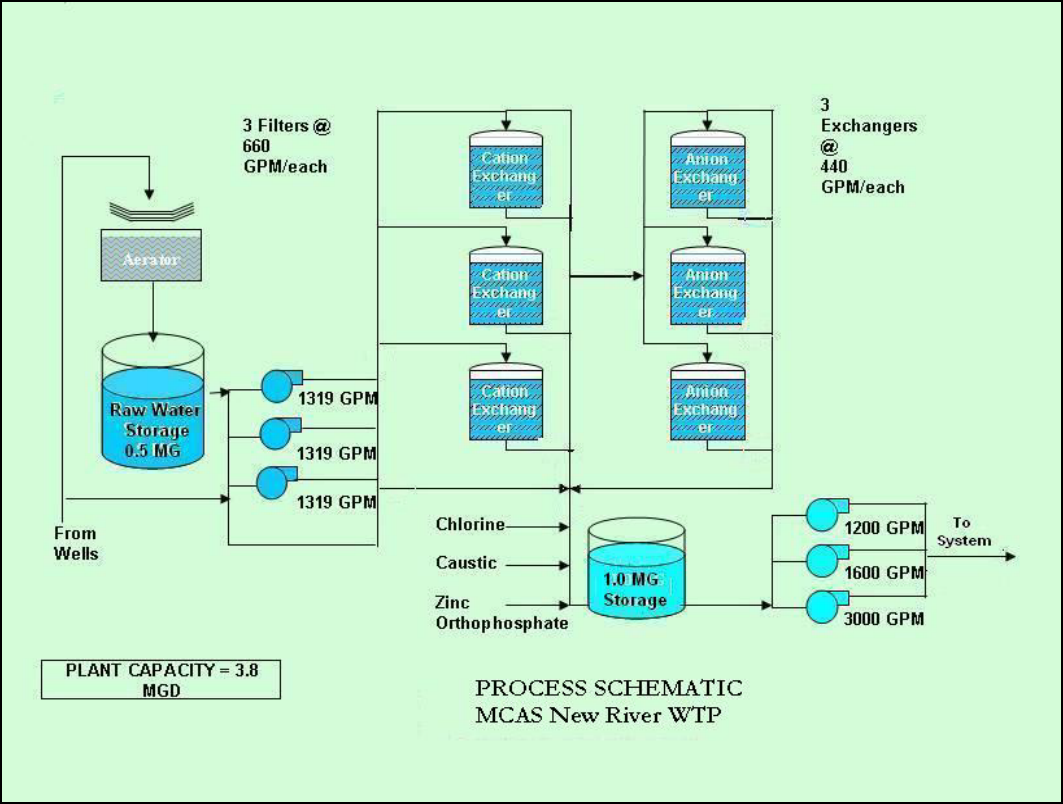 3 Filters @
660
GPM/each
3
Exchangers
@
440
GPM/each
Cation
Exchang
er
Anion
Exchang
er
Aerator
Cation
Exchang
er
Anion
Exchang
er
Cation
Exchang
er
Anion
Exchang
er
Raw Water
Storage
0.5 MG
1319 GPM
1319 GPM
1319 GPM
From
Wells
Chlorine
Caustic
Zinc
Orthophosphate
1.0 MG
Storage
1200 GPM
1600 GPM
3000 GPM
To
System
PLANT CAPACITY = 3.8
MGD
PROCESS SCHEMATIC
MCAS New River WTP